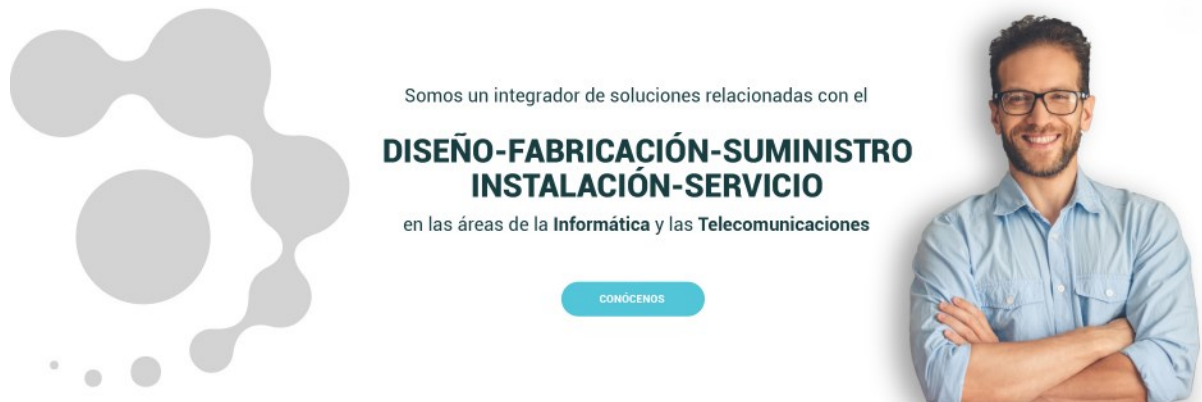 Somos un integrador de soluciones relacionadas con el
DISEÑO-FABRICACIÓN-SUMINISTRO
INSTALACIÓN-SERVICIO
en las áreas de la Informática y las Telecomunicaciones
CONÓCENOS